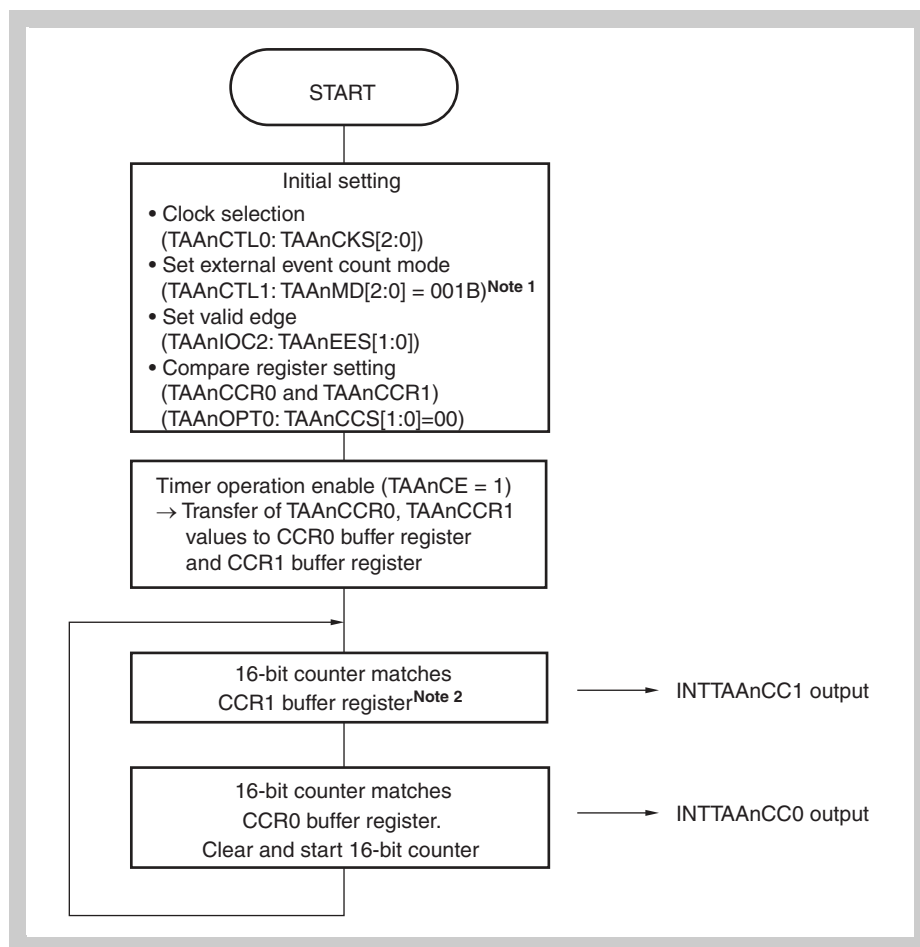 START
Initial setting
• Clock selection
(TAAnCTL0: TAAnCKS[2:0])
• Set external event count mode
(TAAnCTL1: TAAnMD[2:0] = 001B)Note 1
• Set valid edge
(TAAnIOC2: TAAnEES[1:0])
• Compare register setting
(TAAnCCR0 and TAAnCCR1)
(TAAnOPT0: TAAnCCS[1:0]=00)
Timer operation enable (TAAnCE = 1)
→ Transfer of TAAnCCR0, TAAnCCR1
values to CCR0 buffer register
and CCR1 buffer register
16-bit counter matches
CCR1 buffer registerNote 2
INTTAAnCC1 output
16-bit counter matches
CCR0 buffer register.
Clear and start 16-bit counter
INTTAAnCC0 output